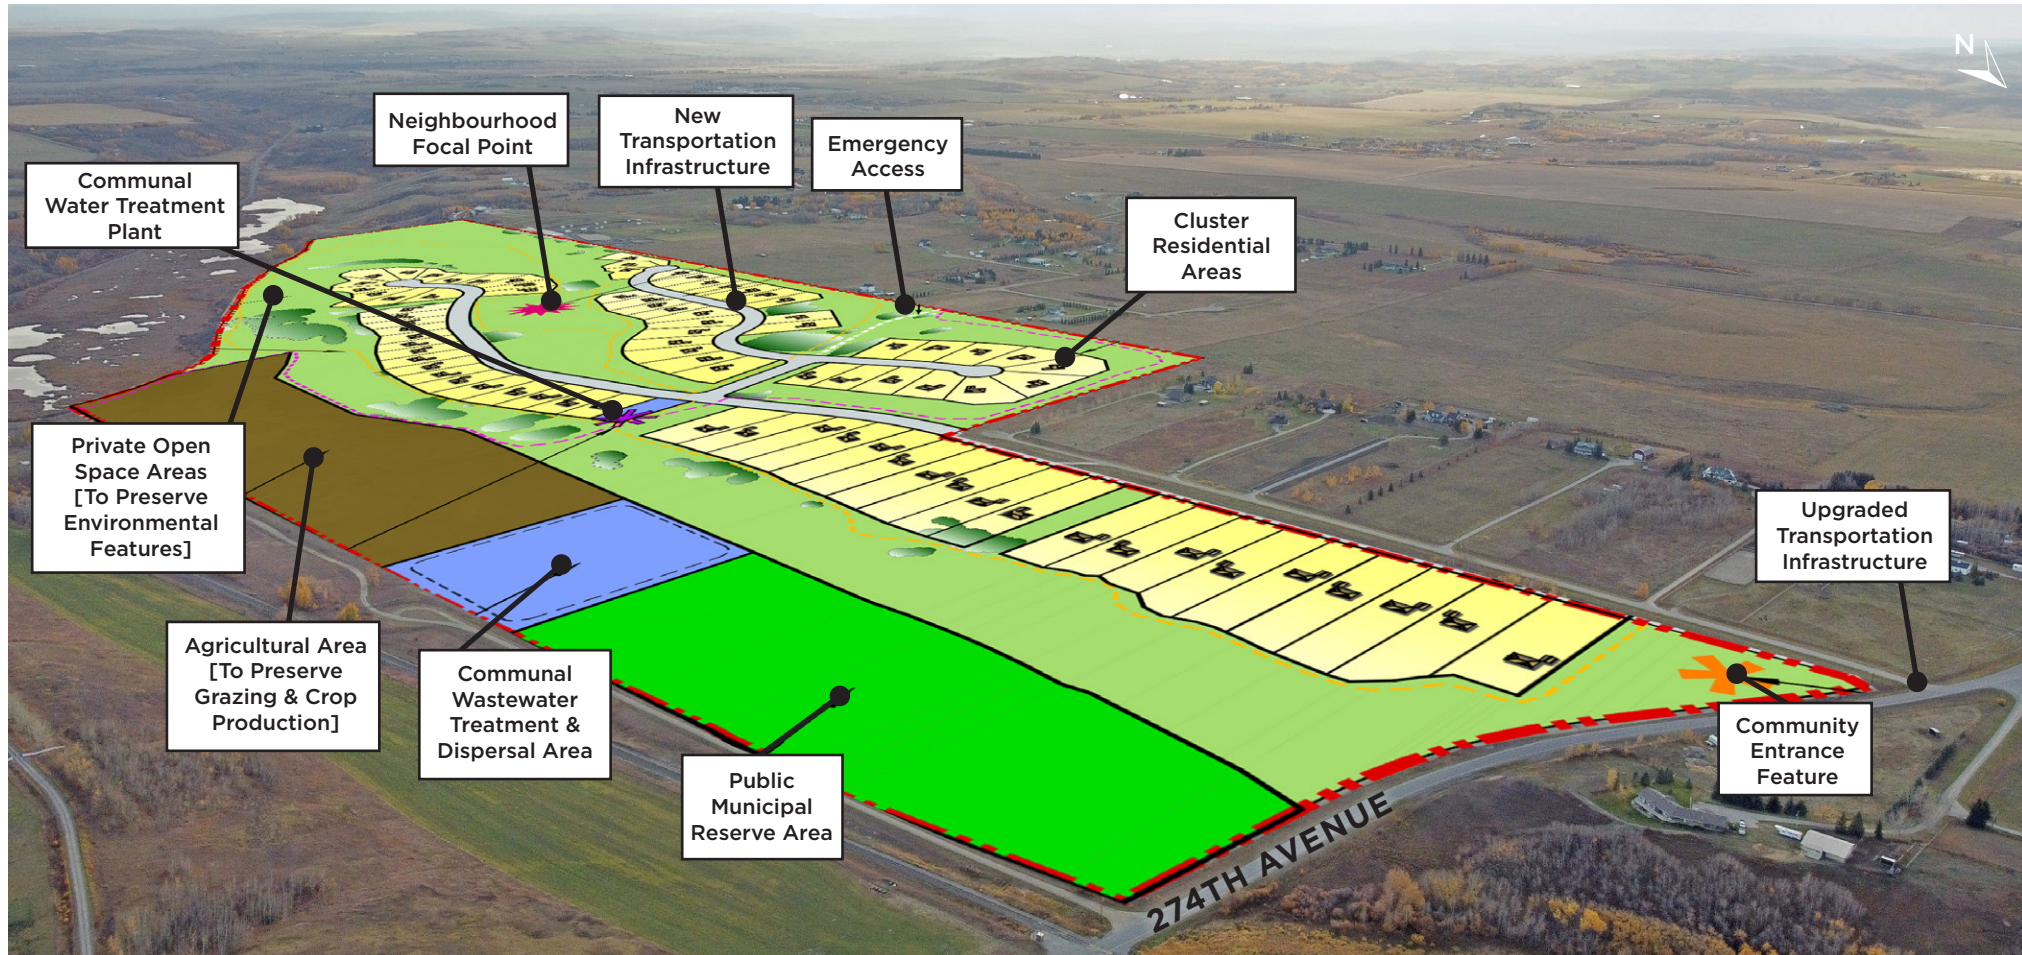 N
Neighbourhood
Focal Point
New
Transportation
Infrastructure
Emergency
Access
Communal
Water Treatment
Plant
Cluster
Residential
Areas
Private Open
Space Areas
[To Preserve
Environmental
Features]
Upgraded
Transportation
Infrastructure
Agricultural Area
[To Preserve
Grazing & Crop
Production]
Communal
Wastewater
Treatment &
Dispersal Area
Public
Municipal
Reserve Area
Community
Entrance
Feature
274TH AVENUE